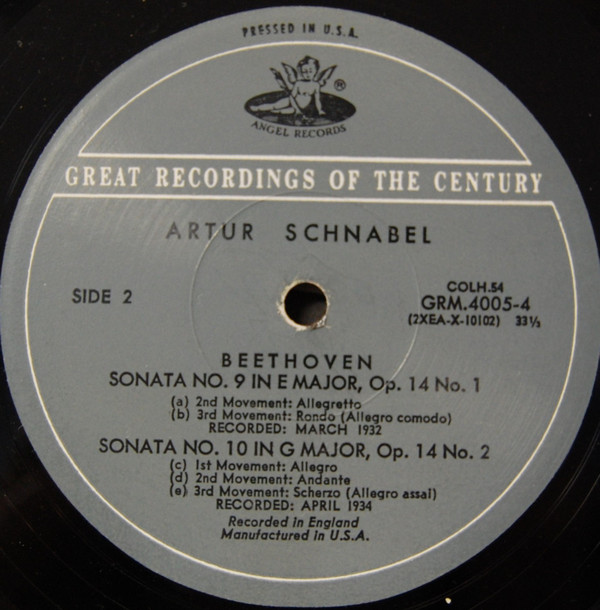 PRESSED IN U.S.A.
®
ANGEL RECORDS
GREAT RECORDINGS OF THE CENTURY
ARTUR SCHNABEL
SIDE 2
COLH.54
GRM.4005-4
(2XEA-X-10102) 33⅓
BEETHOVEN
SONATA NO. 9 IN E MAJOR, Op. 14 No. 1
(a) 2nd Movement: Allegretto
(b) 3rd Movement: Rondo (Allegro comodo)
RECORDED: MARCH 1932
SONATA NO. 10 IN G MAJOR, Op. 14 No. 2
(c) 1st Movement: Allegro
(d) 2nd Movement: Andante
(e) 3rd Movement: Scherzo (Allegro assai)
RECORDED: APRIL 1934
Recorded in England
Manufactured in U.S.A.